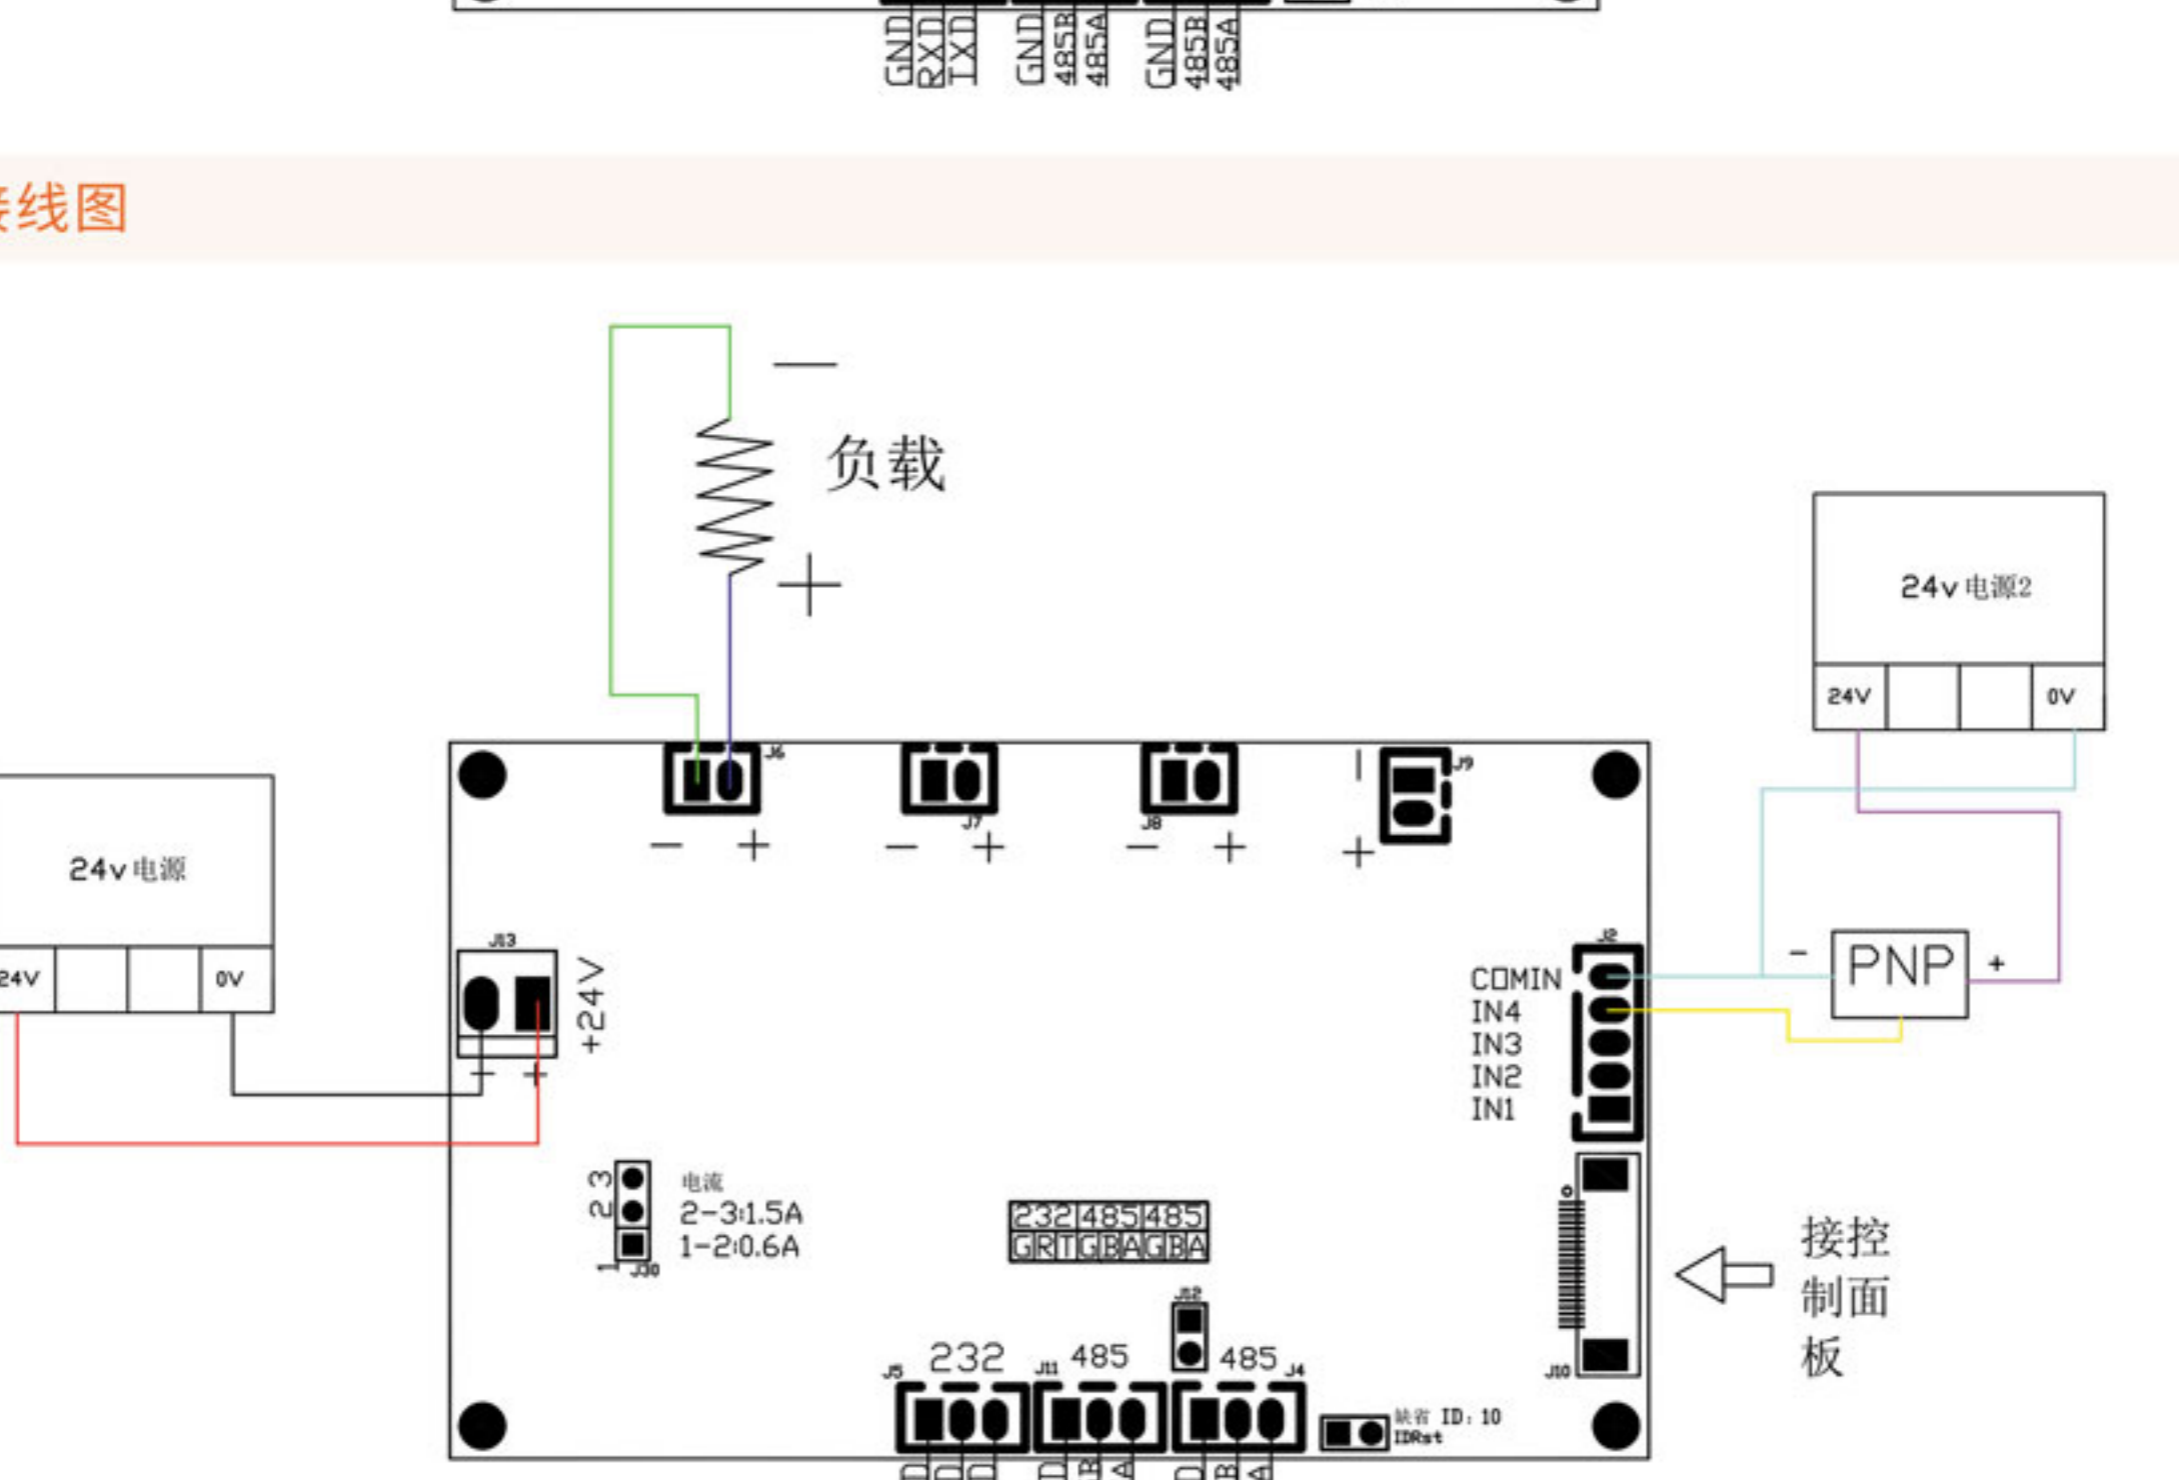 GND
RXD
TXD
GND
485B
485A
GND
485B
485A
接线图
—
负载
+
24v 电源2
24V
0V
J6
J7
J8
J9
- +
- +
- +
-
+
24v 电源
24V
0V
J13
+24V
- +
J2
COMIN
IN4
IN3
IN2
IN1
- PNP +
3
2
1
J30
电流
2-3:1.5A
1-2:0.6A
232 485 485
G R T G B A G B A
接控
制面
板
J10
J12
J5 232
J11 485
485 J4
缺省 ID: 10
IDRst
D
D
D
D
B
A
D
B
A